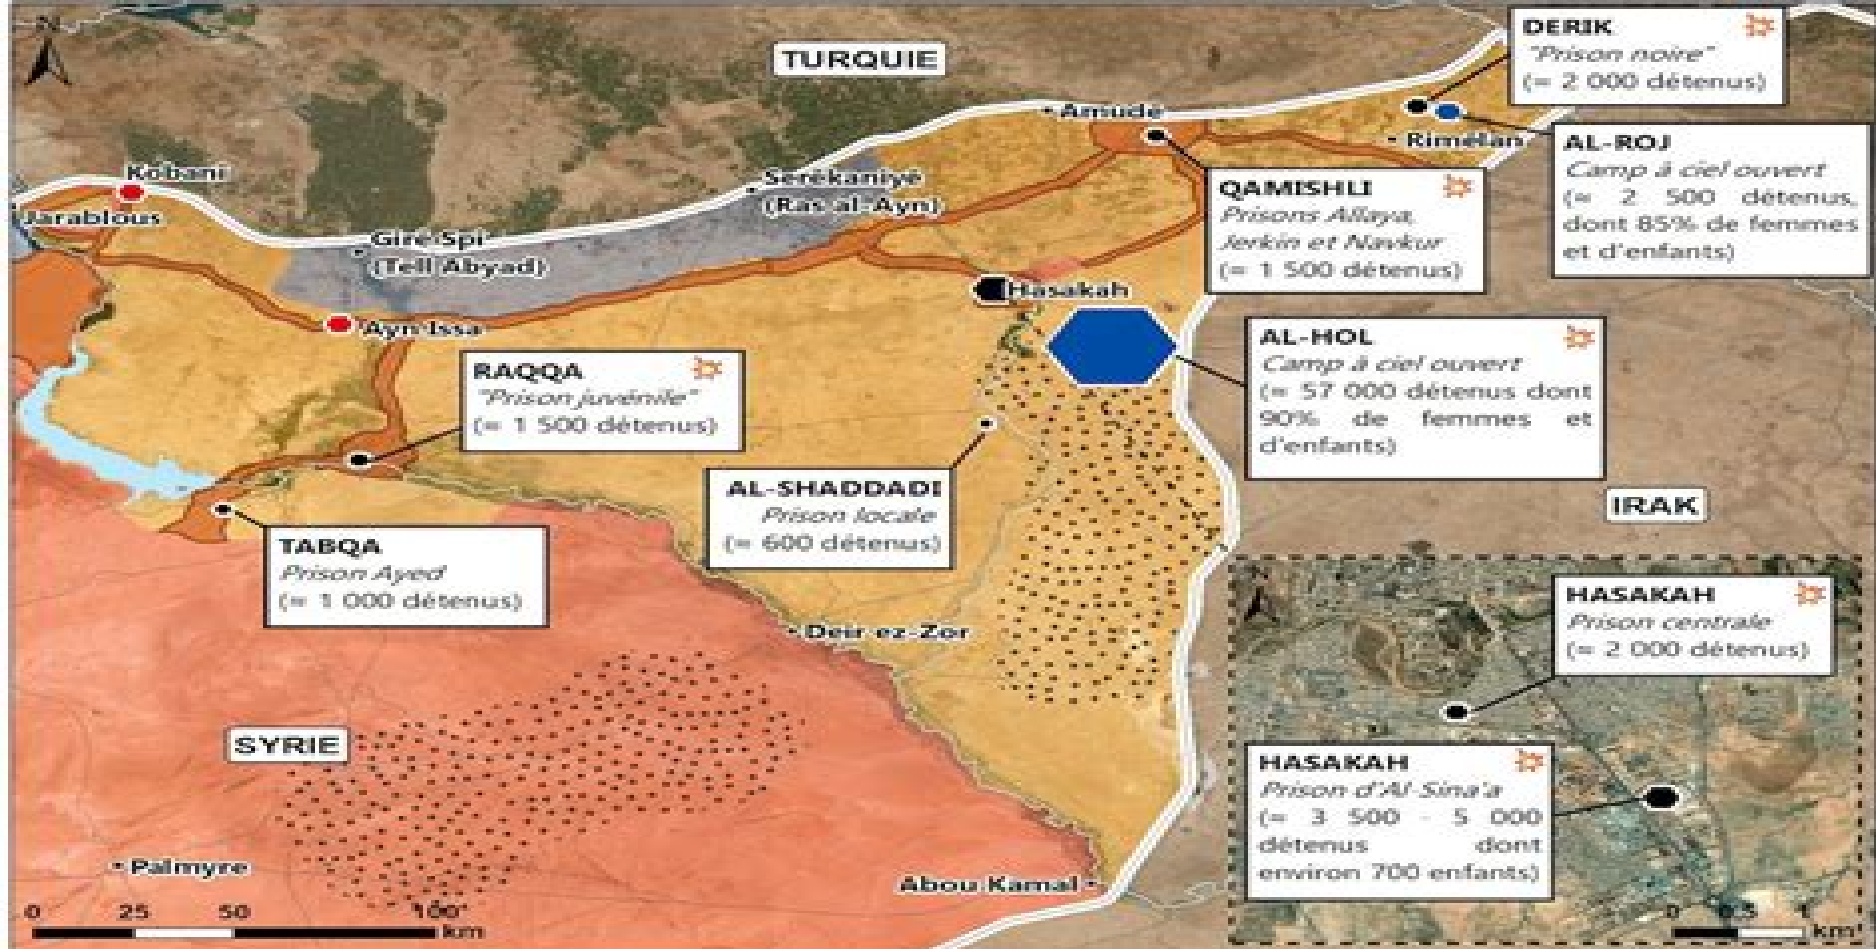 N
TURQUIE
DERIK
"Prison noire"
(≈ 2 000 détenus)
Amude
Rimélan
AL-ROJ
Camp à ciel ouvert
(≈ 2 500 détenus,
dont 85% de femmes
et d'enfants)
Kobani
Jarablous
Serêkaniyê
(Ras al-Ayn)
QAMISHLI
Prisons Allaya,
Jerkin et Navkur
(≈ 1 500 détenus)
Girê Spî
(Tell Abyad)
Hasakah
Ayn Issa
AL-HOL
Camp à ciel ouvert
(≈ 57 000 détenus dont
90% de femmes et
d'enfants)
RAQQA
"Prison juvénile"
(≈ 1 500 détenus)
AL-SHADDADI
Prison locale
(≈ 600 détenus)
IRAK
TABQA
Prison Ayed
(≈ 1 000 détenus)
Deir ez-Zor
HASAKAH
Prison centrale
(≈ 2 000 détenus)
SYRIE
HASAKAH
Prison d'Al-Sina'a
(≈ 3 500 - 5 000
détenus dont
environ 700 enfants)
Palmyre
Abou Kamal
0 25 50 100
km
0 0.5 1
km